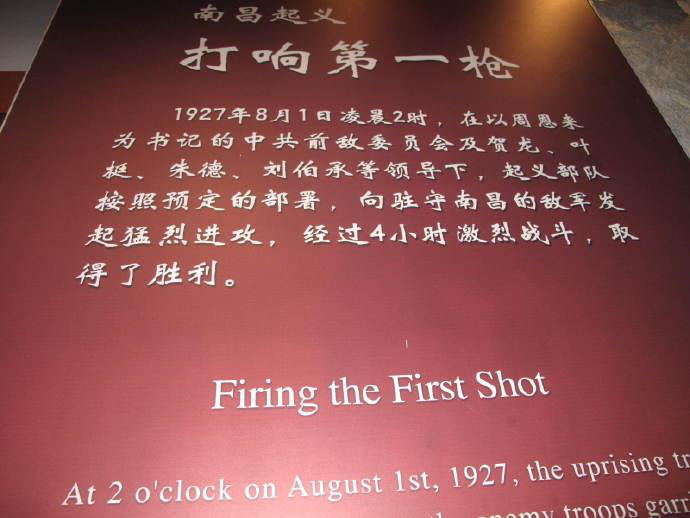 南昌起义
打响第一枪
1927年8月1日凌晨2时，在以周恩来
为书记的中共前敌委员会及贺龙、叶
挺、朱德、刘伯承等领导下，起义部队
按照预定的部署，向驻守南昌的敌军发
起猛烈进攻，经过4小时激烈战斗，取
得了胜利。
Firing the First Shot
At 2 o'clock on August 1st, 1927, the uprising tr
enemy troops garri